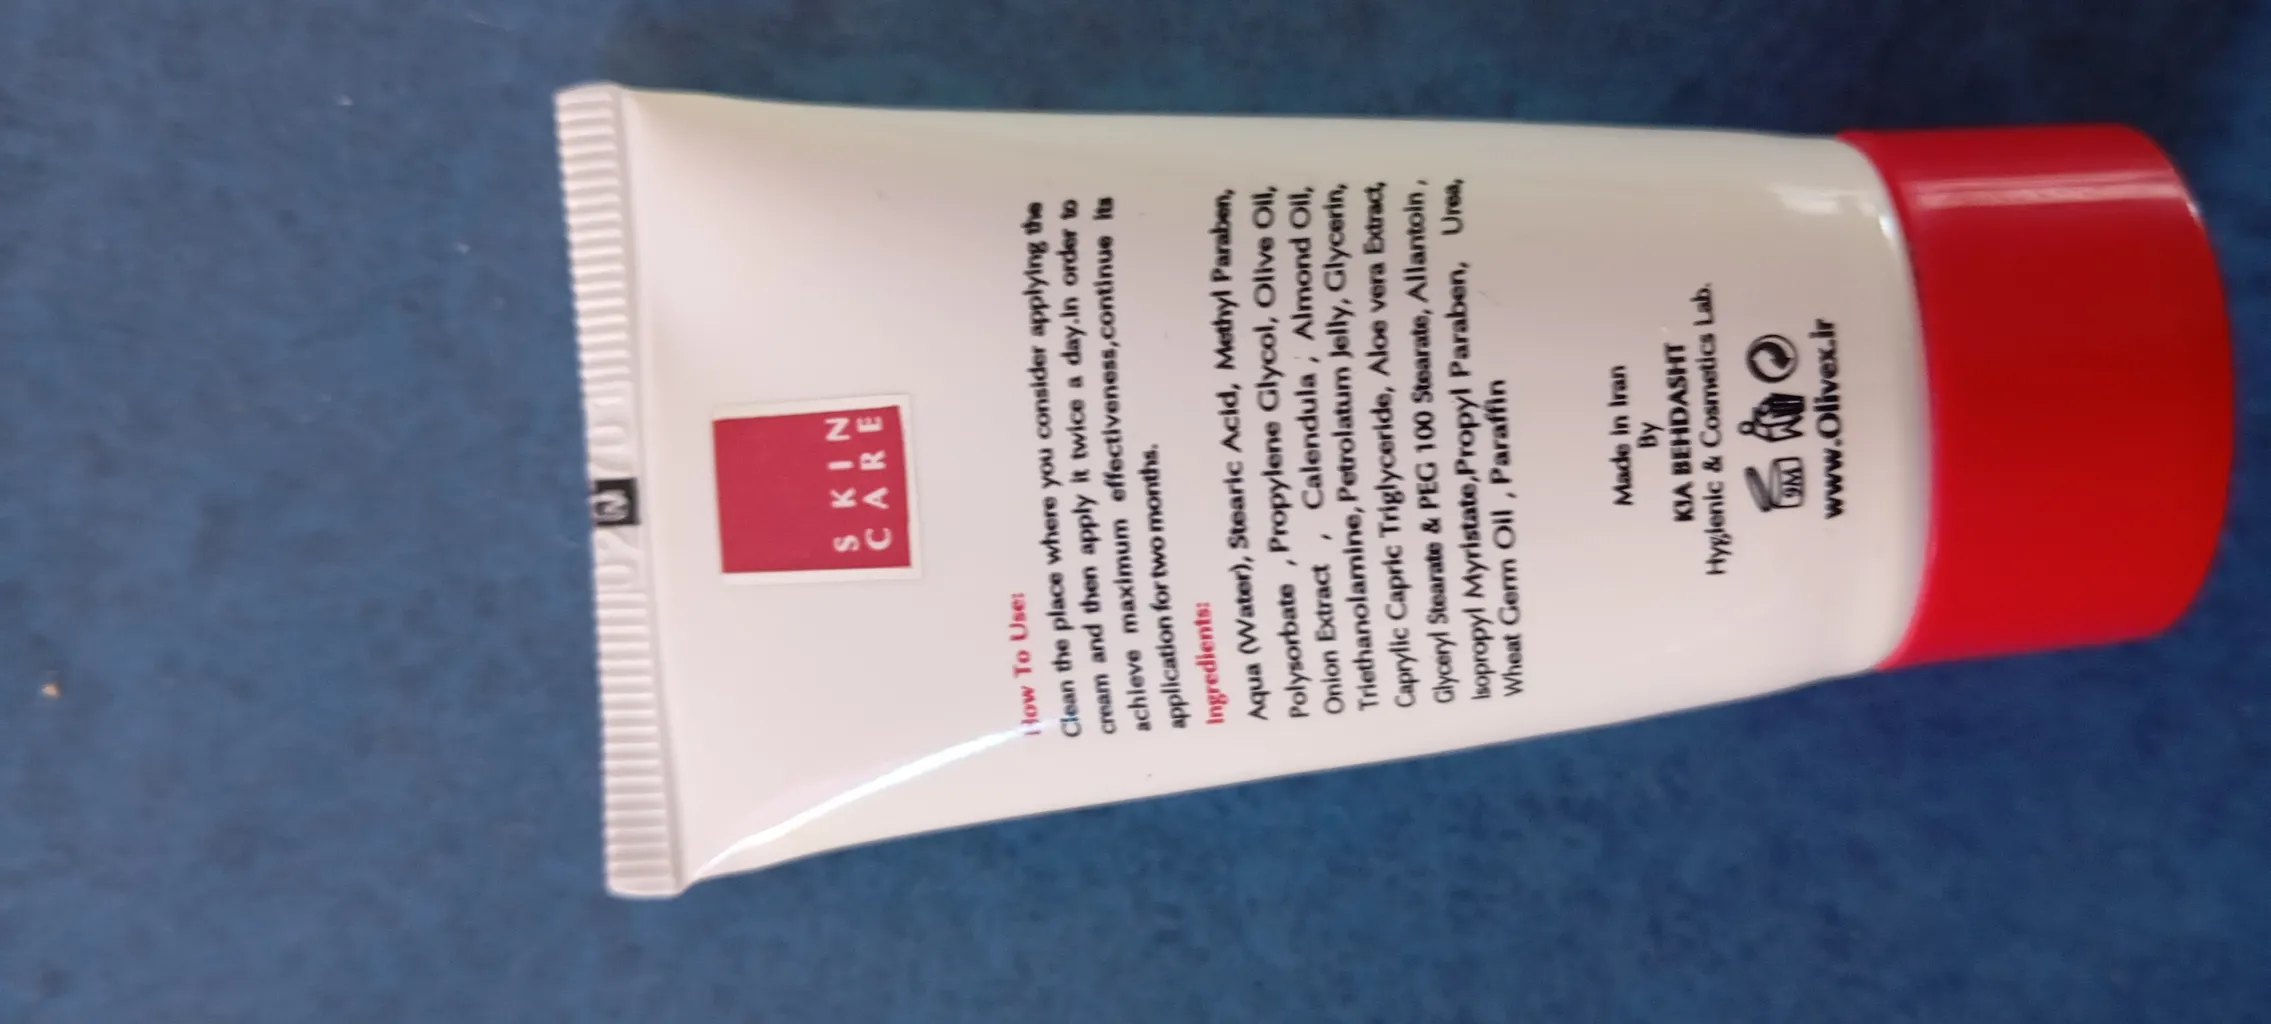 SKIN
CARE
How To Use:
Clean the place where you consider applying the
cream and then apply it twice a day.In order to
achieve maximum effectiveness,continue its
application for two months.
Ingredients:
Aqua (Water), Stearic Acid, Methyl Paraben,
Polysorbate , Propylene Glycol, Olive Oil,
Onion Extract , Calendula , Almond Oil,
Triethanolamine, Petrolatum Jelly, Glycerin,
Caprylic Capric Triglyceride, Aloe vera Extract,
Glyceryl Stearate & PEG 100 Stearate, Allantoin ,
Isopropyl Myristate,Propyl Paraben, Urea,
Wheat Germ Oil , Paraffin
Made in Iran
By
KIA BEHDASHT
Hygienic & Cosmetics Lab.
9M
www.Olivex.ir